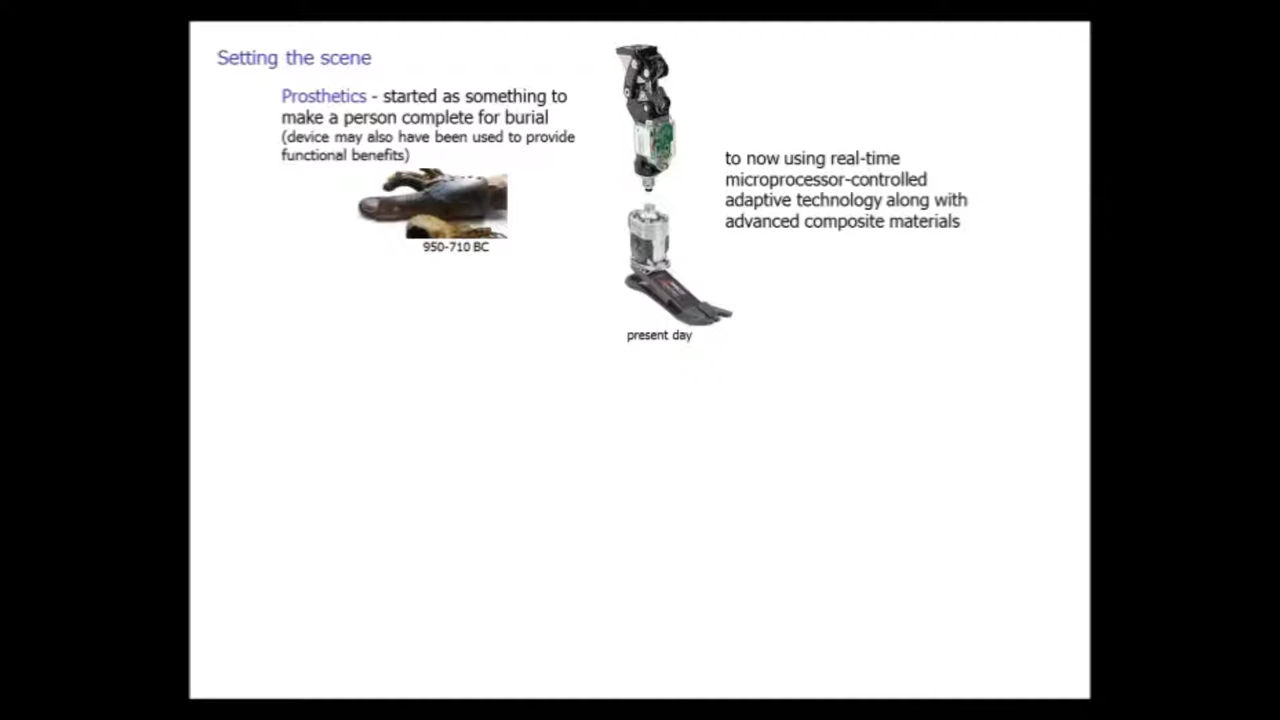 Setting the scene
Prosthetics - started as something to
make a person complete for burial
(device may also have been used to provide
functional benefits)
950-710 BC
to now using real-time
microprocessor-controlled
adaptive technology along with
advanced composite materials
present day